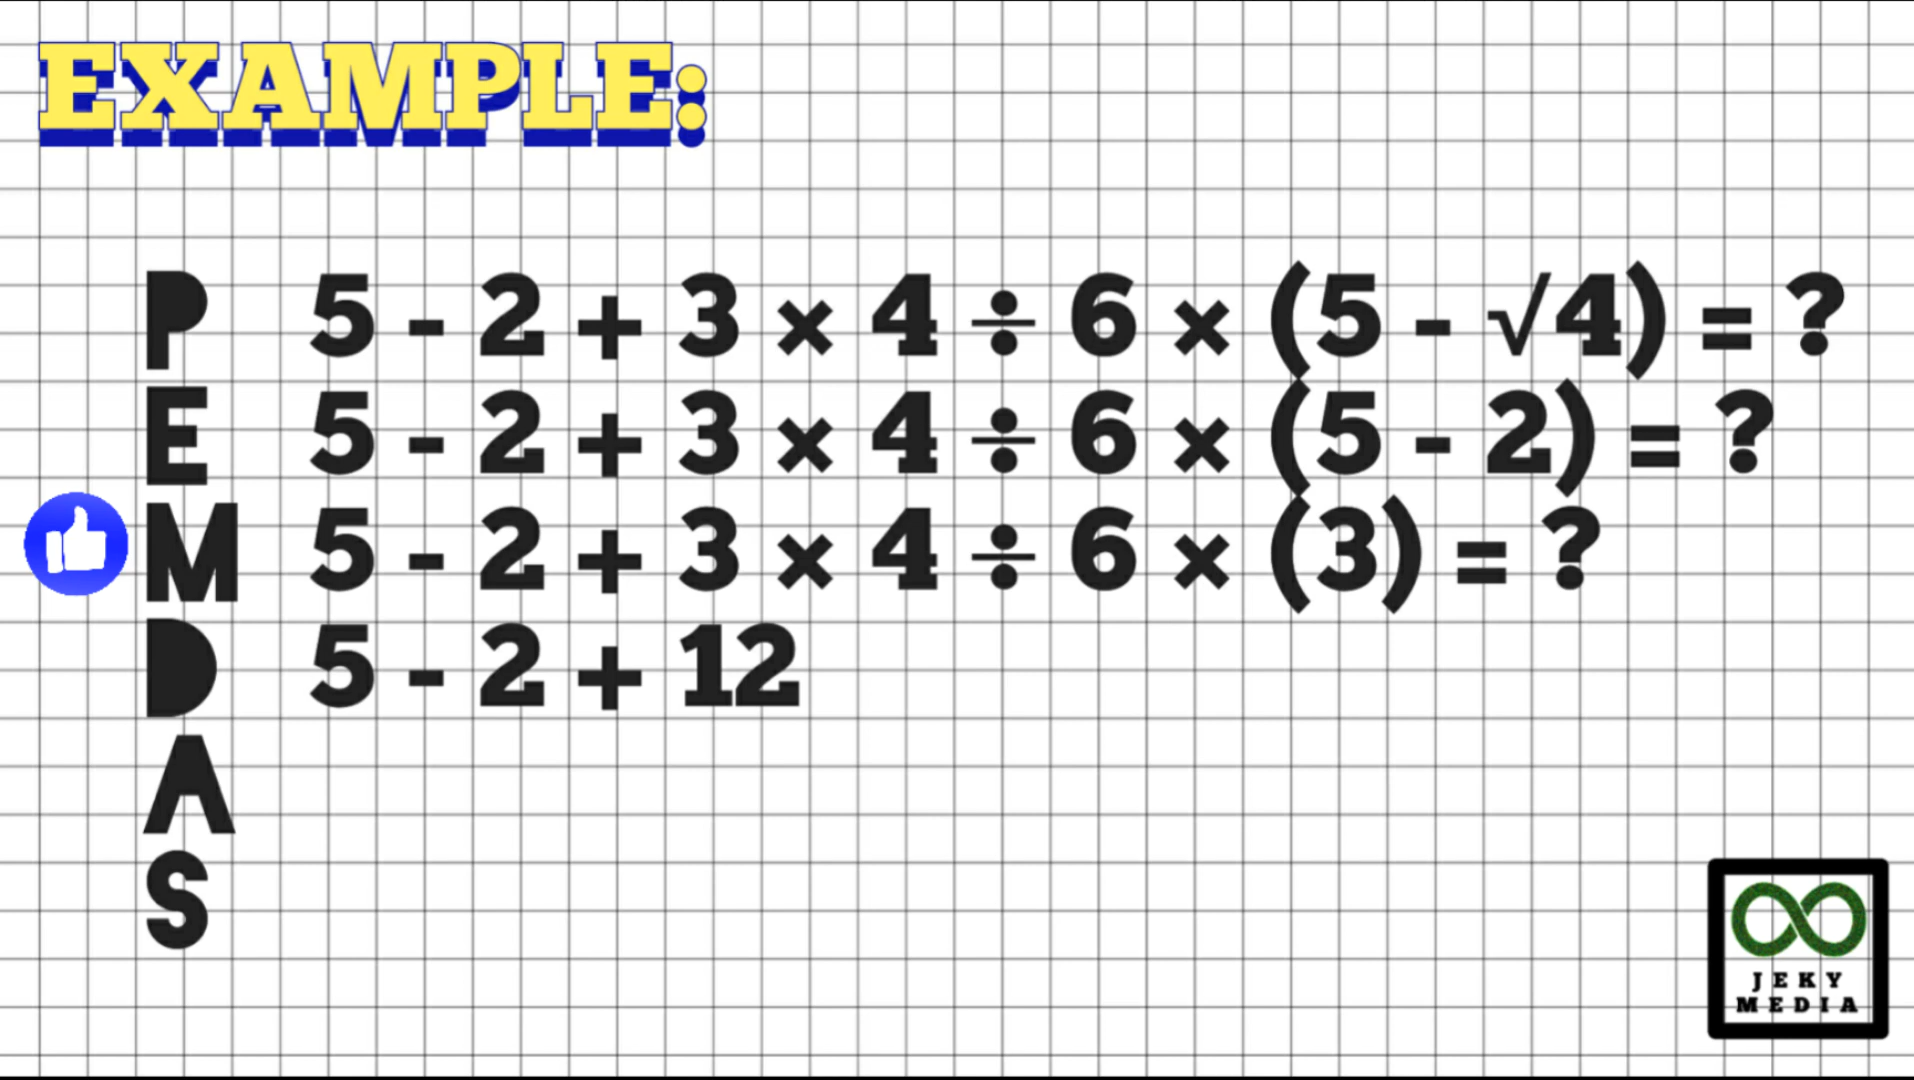 EXAMPLE:
P 5 - 2 + 3 × 4 ÷ 6 × (5 - √4) = ?
E 5 - 2 + 3 × 4 ÷ 6 × (5 - 2) = ?
M 5 - 2 + 3 × 4 ÷ 6 × (3) = ?
D 5 - 2 + 12
A
S
JEKY
MEDIA